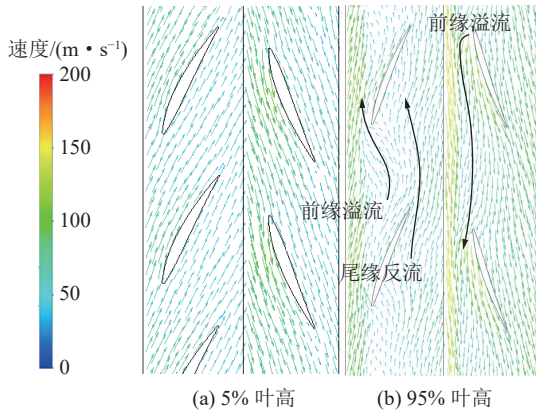 前缘溢流
速度/(m·s⁻¹)
200
150
100
50
0
前缘溢流
尾缘反流
(a) 5% 叶高
(b) 95% 叶高